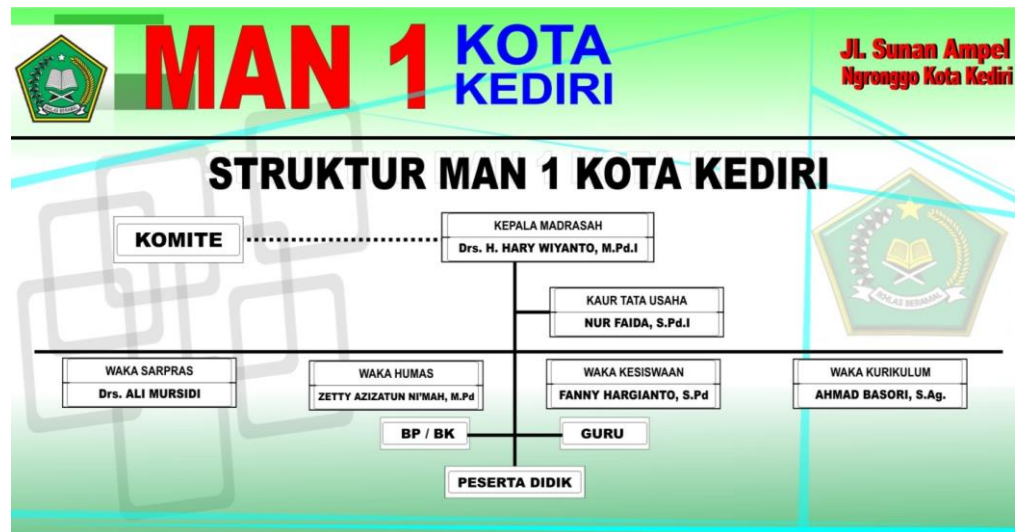 MAN 1 KOTA KEDIRI
Jl. Sunan Ampel
Ngronggo Kota Kediri
STRUKTUR MAN 1 KOTA KEDIRI
KOMITE
KEPALA MADRASAH
Drs. H. HARY WIYANTO, M.Pd.I
KAUR TATA USAHA
NUR FAIDA, S.Pd.I
WAKA SARPRAS
Drs. ALI MURSIDI
WAKA HUMAS
ZETTY AZIZATUN NI'MAH, M.Pd
WAKA KESISWAAN
FANNY HARGIANTO, S.Pd
WAKA KURIKULUM
AHMAD BASORI, S.Ag.
BP / BK
GURU
PESERTA DIDIK
IKHLAS BERAMAL